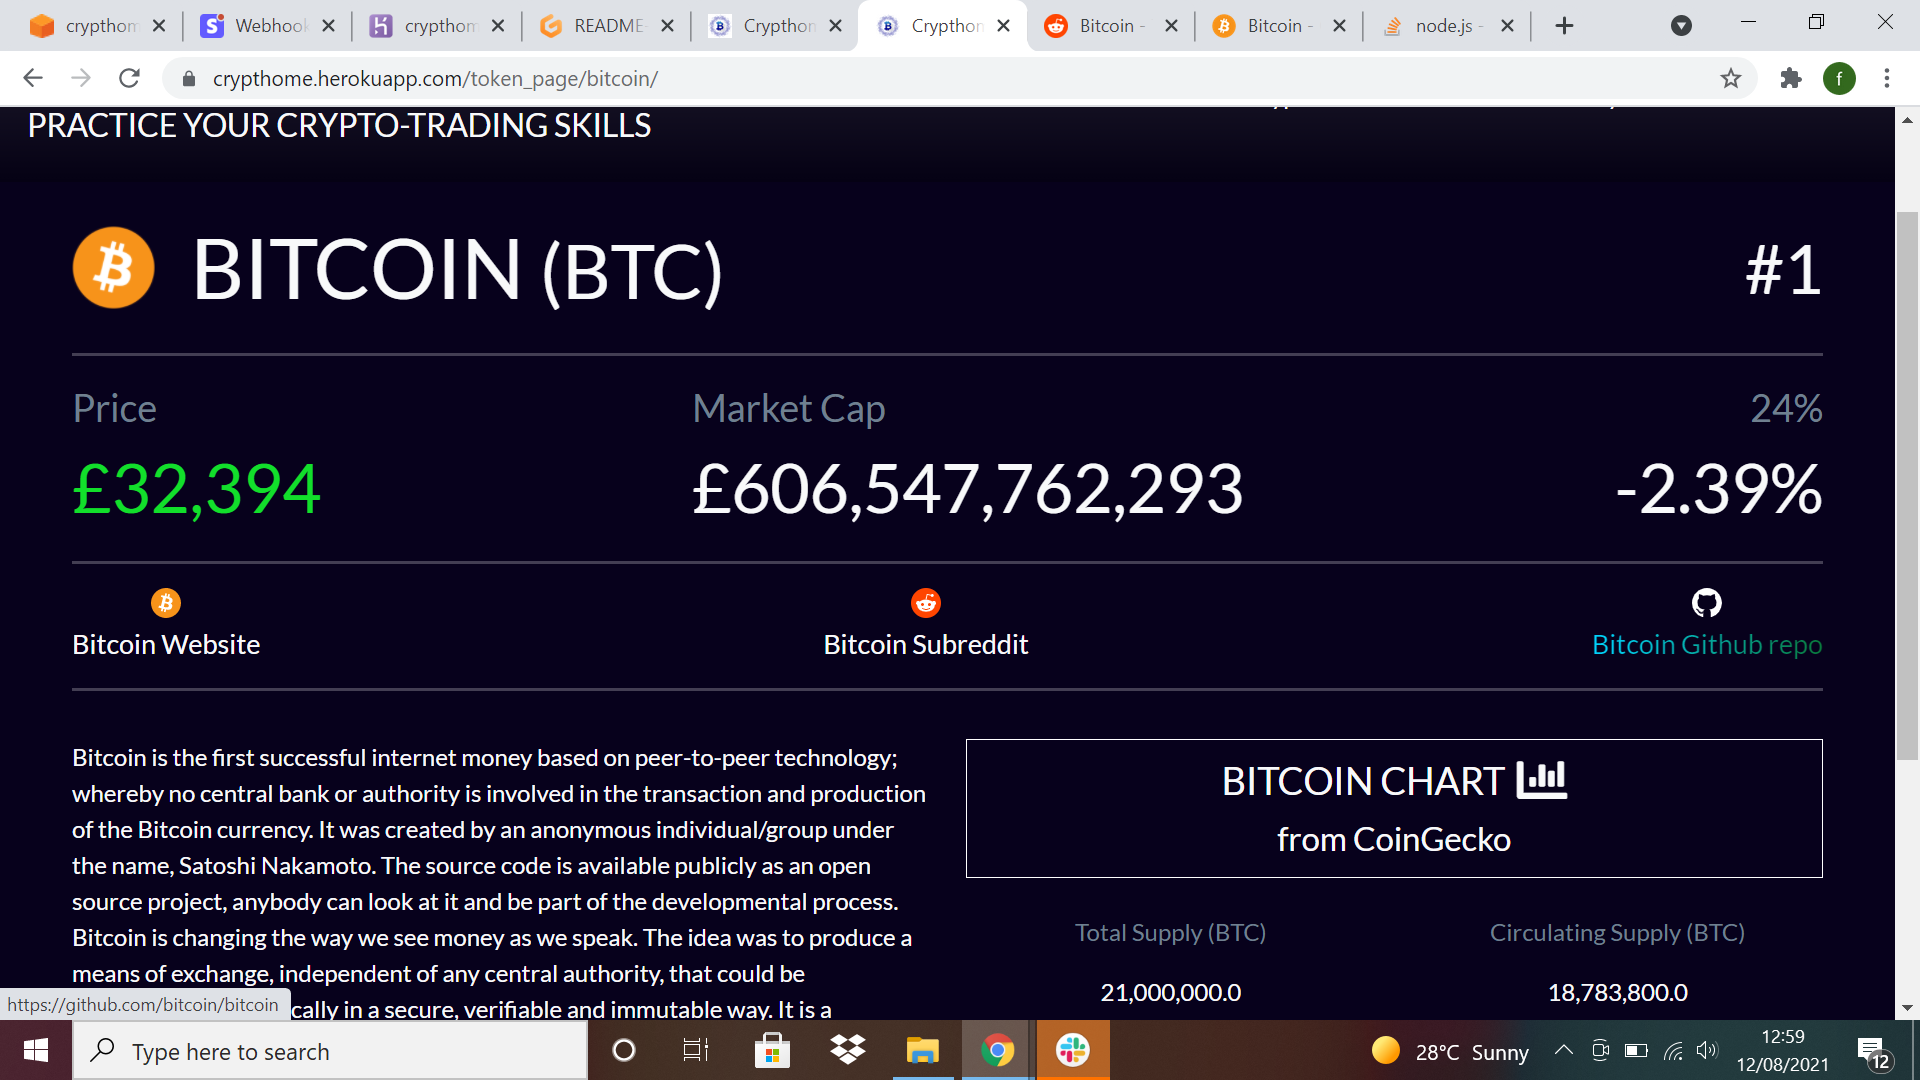 crypthom
Webhook
crypthom
README
Crypthom
Crypthom
Bitcoin -
Bitcoin -
node.js -
crypthome.herokuapp.com/token_page/bitcoin/
f
PRACTICE YOUR CRYPTO-TRADING SKILLS
BITCOIN (BTC)
#1
Price
Market Cap
24%
£32,394
£606,547,762,293
-2.39%
Bitcoin Website
Bitcoin Subreddit
Bitcoin Github repo
Bitcoin is the first successful internet money based on peer-to-peer technology;
whereby no central bank or authority is involved in the transaction and production
of the Bitcoin currency. It was created by an anonymous individual/group under
the name, Satoshi Nakamoto. The source code is available publicly as an open
source project, anybody can look at it and be part of the developmental process.
Bitcoin is changing the way we see money as we speak. The idea was to produce a
means of exchange, independent of any central authority, that could be
cally in a secure, verifiable and immutable way. It is a
BITCOIN CHART
from CoinGecko
Total Supply (BTC)
Circulating Supply (BTC)
21,000,000.0
18,783,800.0
https://github.com/bitcoin/bitcoin
Type here to search
28°C Sunny
12:59
12/08/2021
12